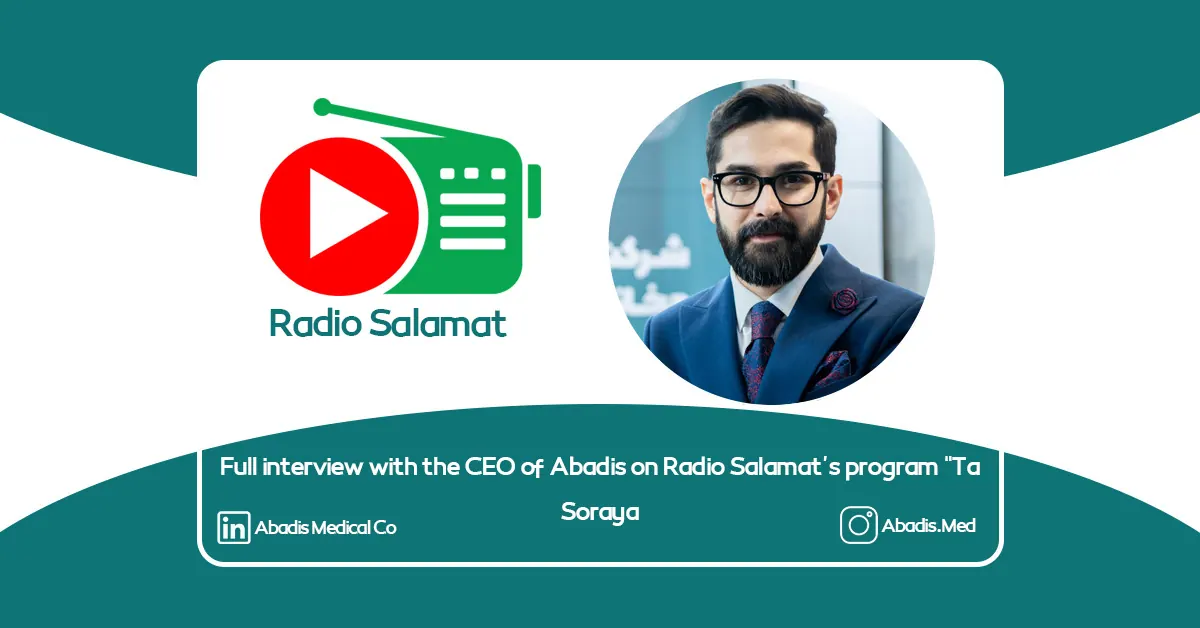 Radio Salamat
شرکت
Full interview with the CEO of Abadis on Radio Salamat's program "Ta
Soraya
Abadis Medical Co
Abadis.Med